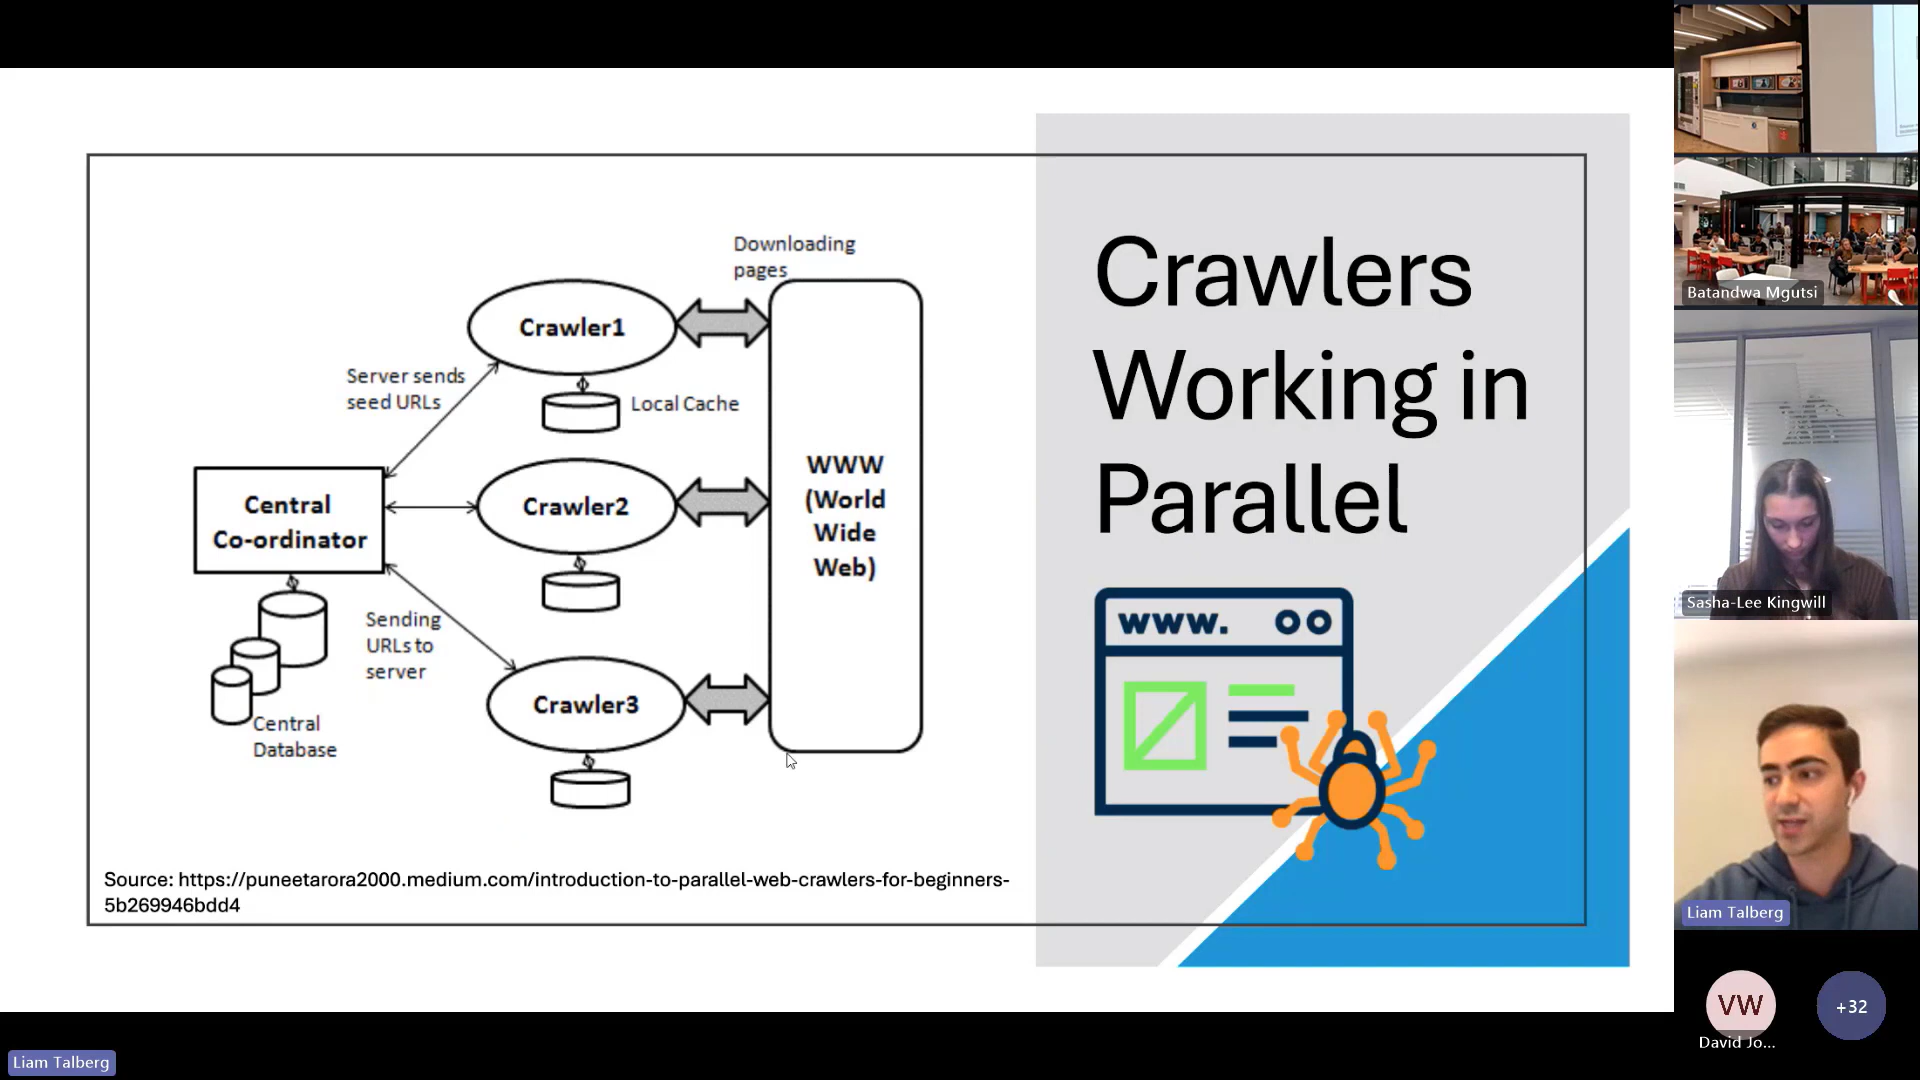 Downloading
pages
Crawler1
Server sends
seed URLs
Local Cache
WWW
(World
Wide
Web)
Central
Co-ordinator
Crawler2
Sending
URLs to
server
Crawler3
Central
Database
Source: https://puneetarora2000.medium.com/introduction-to-parallel-web-crawlers-for-beginners-
5b269946bdd4
Crawlers
Working in
Parallel
www.
Batandwa Mgutsi
Sasha-Lee Kingwill
Liam Talberg
VW
David Jo...
+32
Liam Talberg